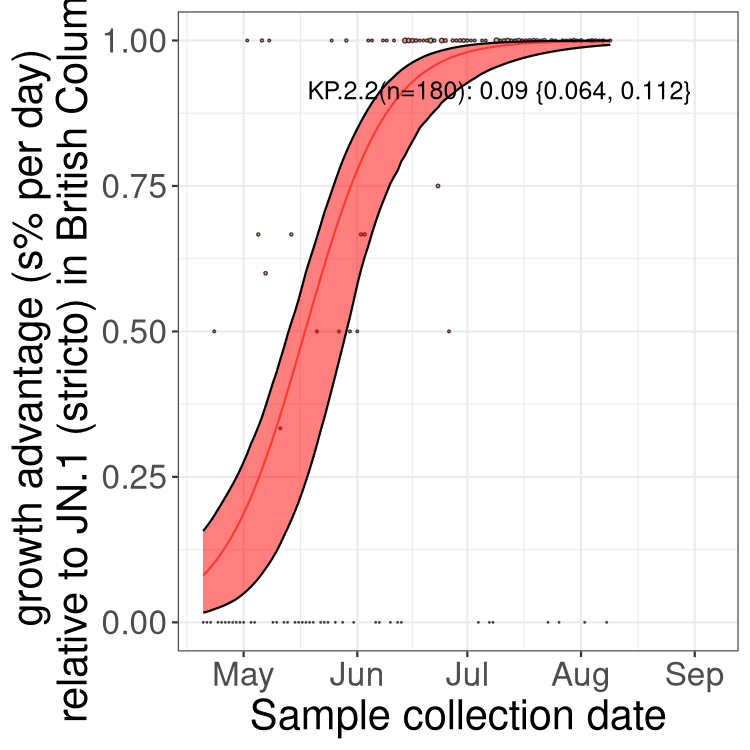 growth advantage (s% per day)
relative to JN.1 (stricto) in British Colum
1.00
0.75
0.50
0.25
0.00
KP.2.2(n=180): 0.09 {0.064, 0.112}
May Jun Jul Aug Sep
Sample collection date